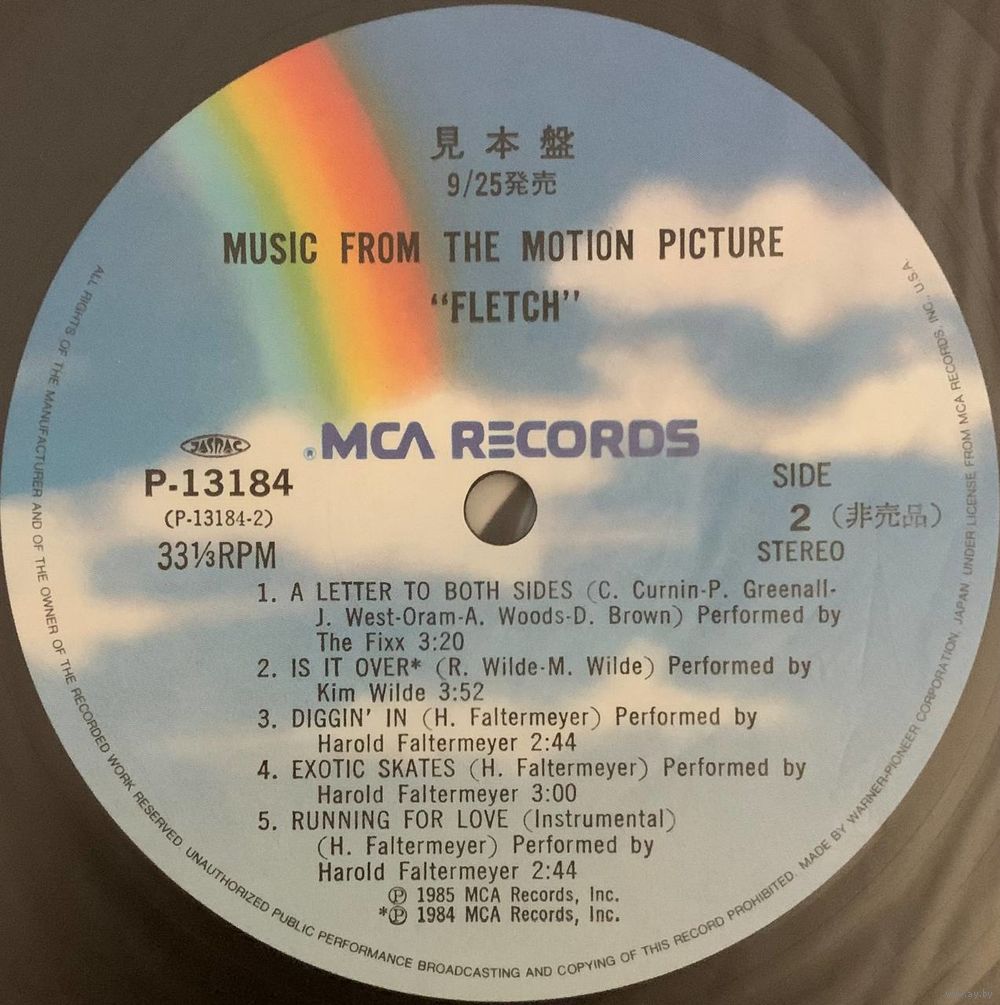 見本盤
9/25発売
MUSIC FROM THE MOTION PICTURE
“FLETCH”
JASRAC
® MCA RECORDS
P-13184
(P-13184-2)
33⅓RPM
SIDE
2 (非売品)
STEREO
1. A LETTER TO BOTH SIDES (C. Curnin-P. Greenall-
J. West-Oram-A. Woods-D. Brown) Performed by
The Fixx 3:20
2. IS IT OVER* (R. Wilde-M. Wilde) Performed by
Kim Wilde 3:52
3. DIGGIN’ IN (H. Faltermeyer) Performed by
Harold Faltermeyer 2:44
4. EXOTIC SKATES (H. Faltermeyer) Performed by
Harold Faltermeyer 3:00
5. RUNNING FOR LOVE (Instrumental)
(H. Faltermeyer) Performed by
Harold Faltermeyer 2:44
℗ 1985 MCA Records, Inc.
*℗ 1984 MCA Records, Inc.
ALL RIGHTS OF THE MANUFACTURER AND OF THE OWNER OF THE RECORDED WORK RESERVED. UNAUTHORIZED PUBLIC PERFORMANCE BROADCASTING AND COPYING OF THIS RECORD PROHIBITED. MADE BY WARNER-PIONEER CORPORATION, JAPAN UNDER LICENSE FROM MCA RECORDS, INC., U.S.A.
www.ay.by